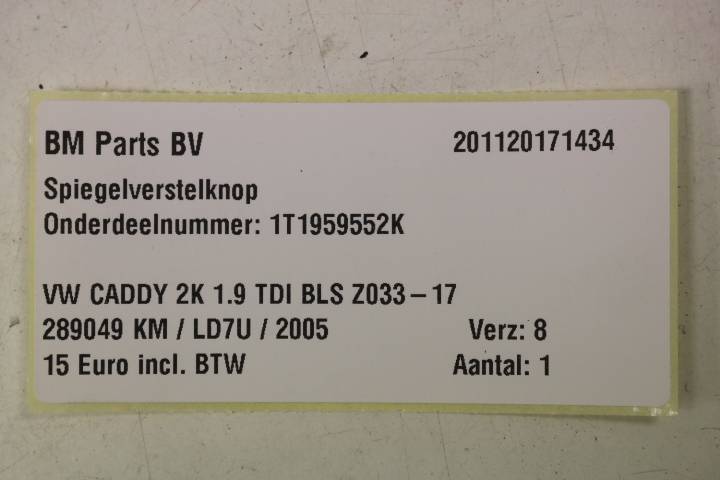 BM Parts BV 201120171434
Spiegelverstelknop
Onderdeelnummer: 1T1959552K
VW CADDY 2K 1.9 TDI BLS Z033-17
289049 KM / LD7U / 2005 Verz: 8
15 Euro incl. BTW Aantal: 1